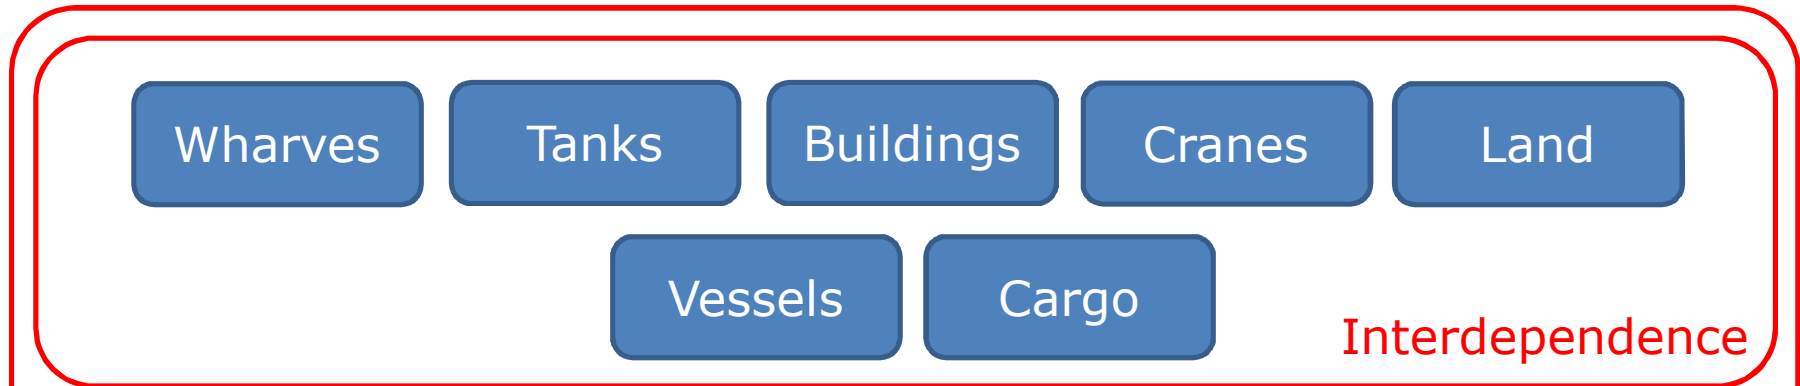 Wharves
Tanks
Buildings
Cranes
Land
Vessels
Cargo
Interdependence